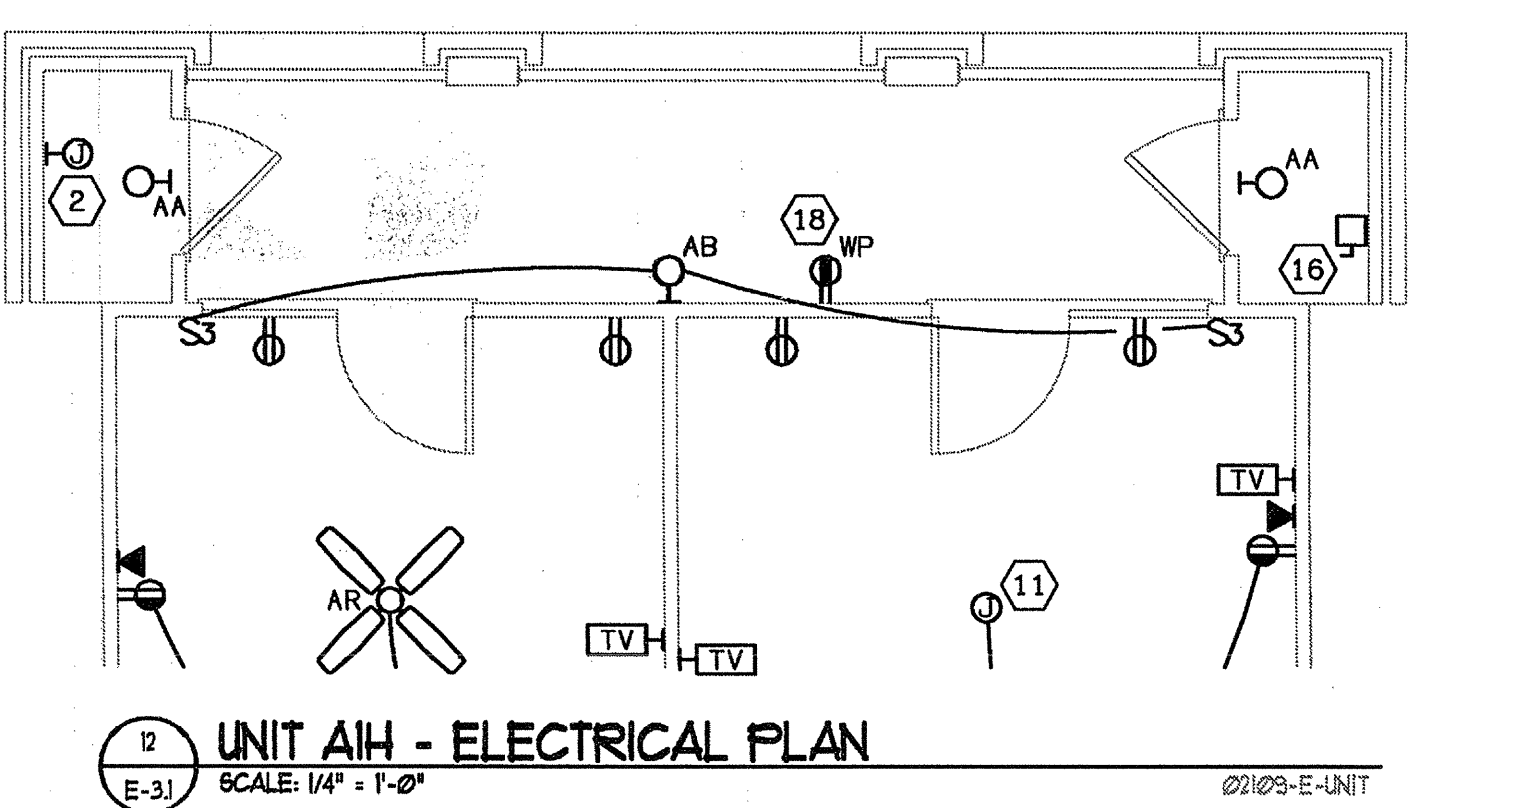 J
2
AA
18
AB
WP
AA
16
S3
S3
TV
11
AR
J
TV
TV
12
UNIT A1H - ELECTRICAL PLAN
E-3.1
SCALE: 1/4" = 1'-0"
02109-E-UNIT